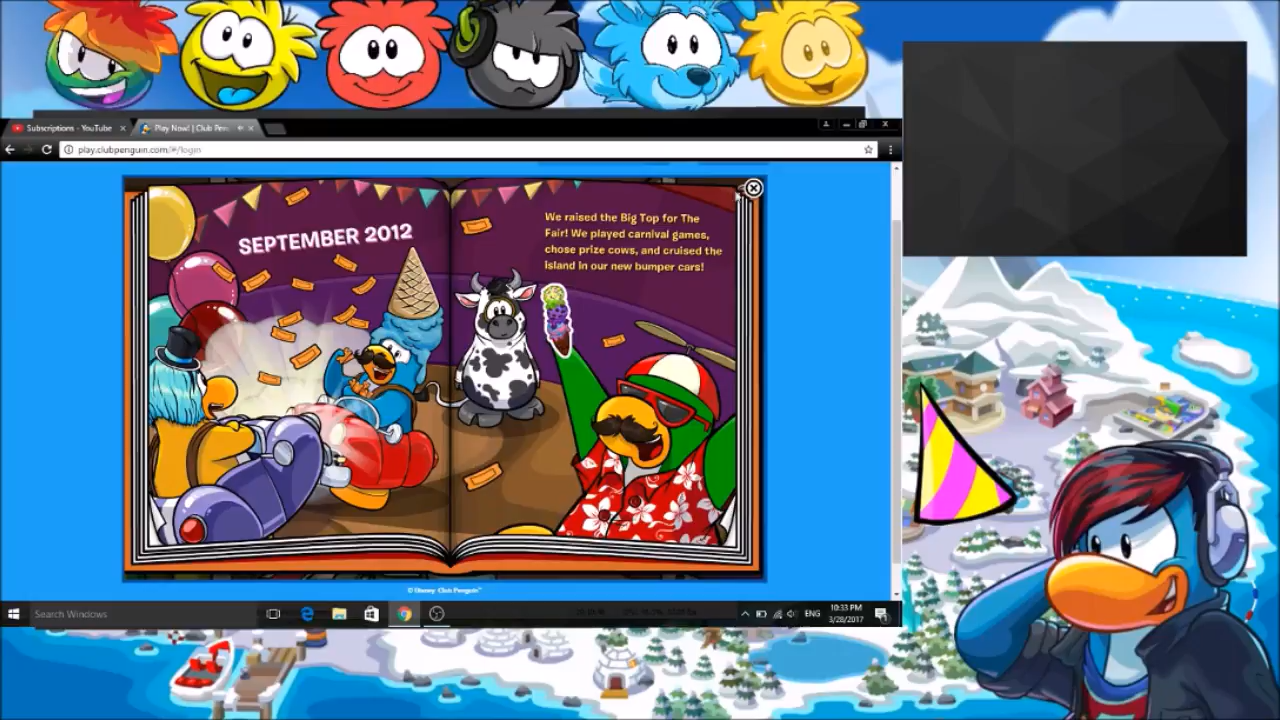 Subscriptions - YouTube
Play Now! | Club Pen
play.clubpenguin.com/#/login
SEPTEMBER 2012
We raised the Big Top for The
Fair! We played carnival games,
chose prize cows, and cruised the
island in our new bumper cars!
© Disney Club Penguin
Search Windows
ENG
10:33 PM
3/28/2017